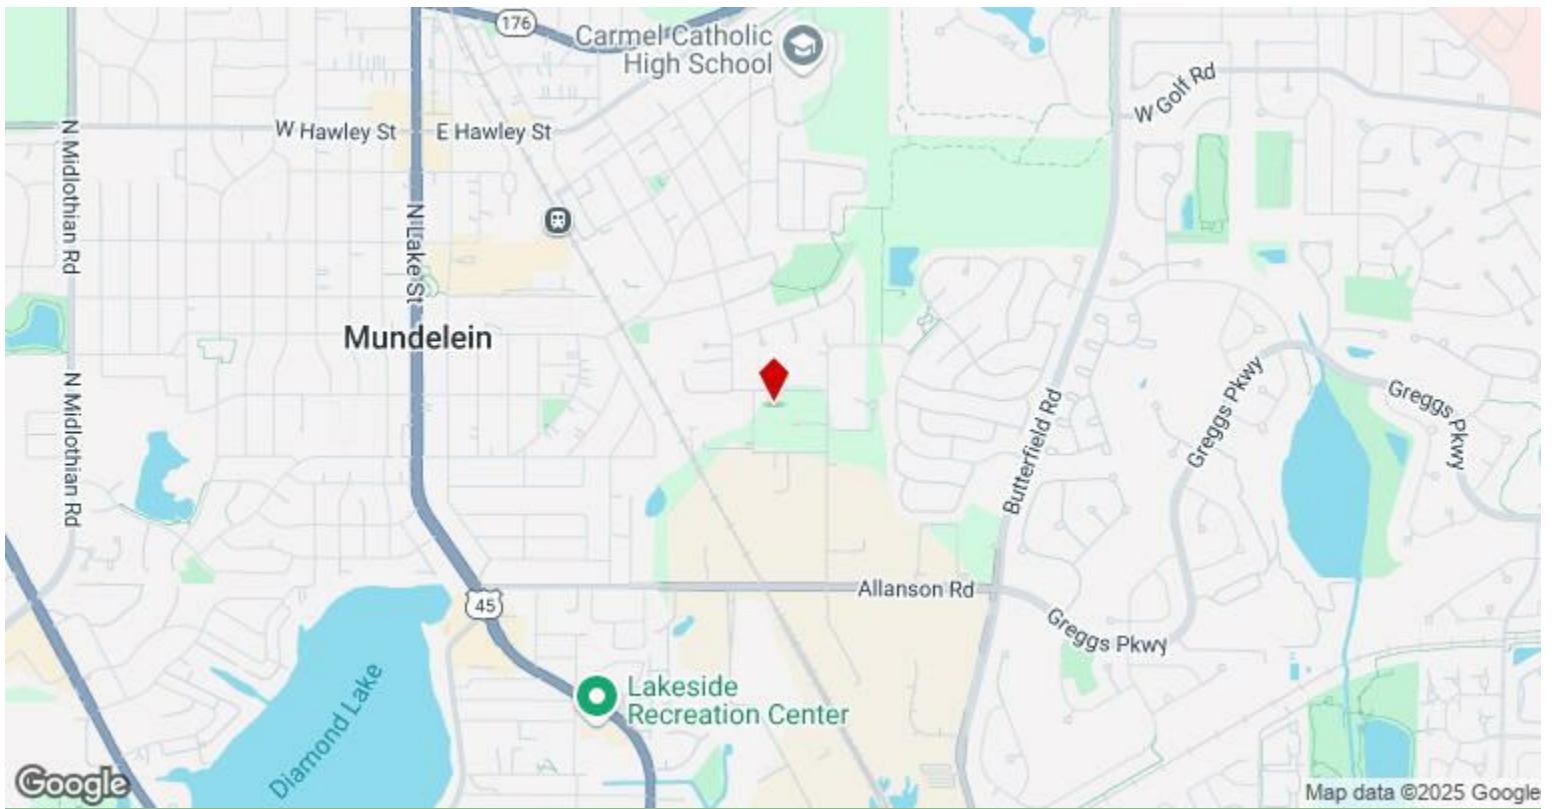 176
Carmel Catholic
High School
W Golf Rd
N Midlothian Rd
W Hawley St
E Hawley St
N Lake St
Mundelein
N Midlothian Rd
Butterfield Rd
Greggs Pkwy
Greggs Pkwy
Allanson Rd
45
Greggs Pkwy
Lakeside
Recreation Center
Diamond Lake
Google
Map data ©2025 Google